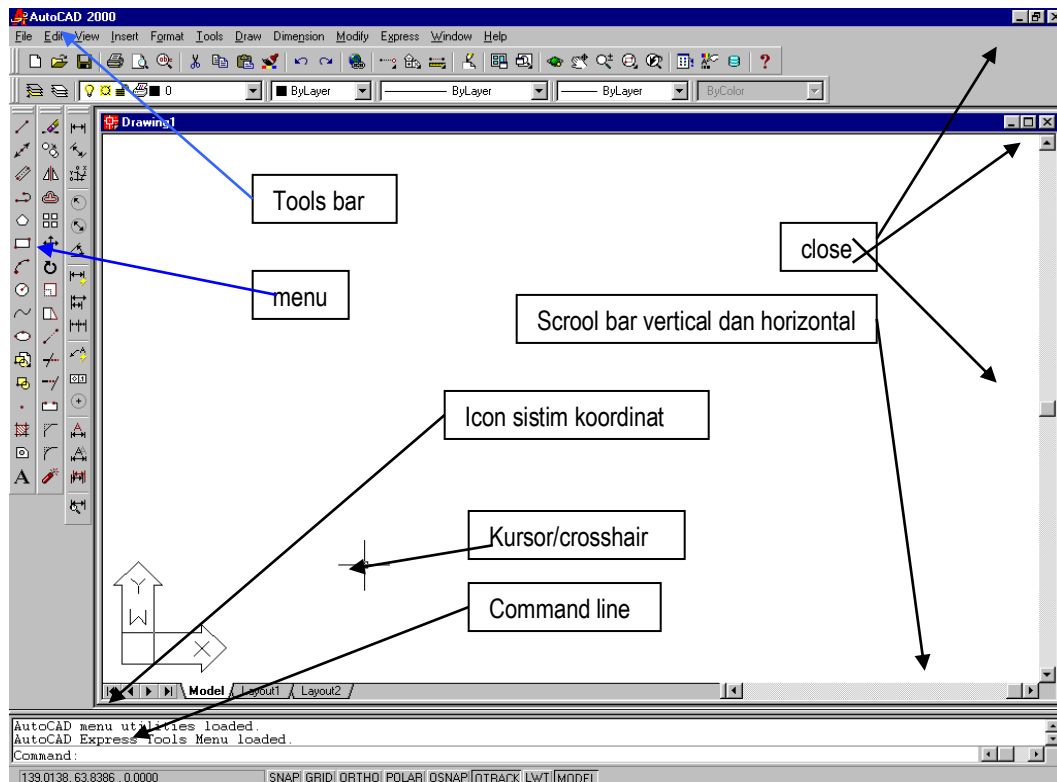 AutoCAD 2000
File Edit View Insert Format Tools Draw Dimension Modify Express Window Help
0 ByLayer ByLayer ByLayer ByColor
Drawing1
Tools bar
close
menu
Scrool bar vertical dan horizontal
Icon sistim koordinat
A
Kursor/crosshair
Command line
Y
W
X
Model Layout1 Layout2
AutoCAD menu utilities loaded.
AutoCAD Express Tools Menu loaded.
Command:
139.0138, 63.8386 , 0.0000 SNAP GRID ORTHO POLAR OSNAP OTRACK LWT MODEL